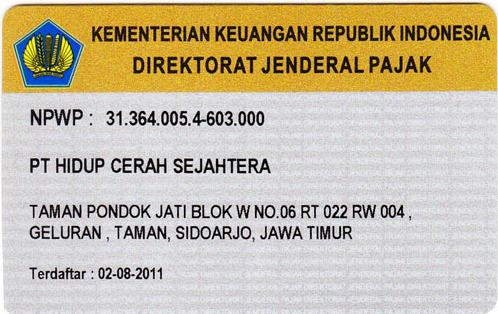 KEMENTERIAN KEUANGAN REPUBLIK INDONESIA
DIREKTORAT JENDERAL PAJAK
NPWP : 31.364.005.4-603.000
PT HIDUP CERAH SEJAHTERA
TAMAN PONDOK JATI BLOK W NO.06 RT 022 RW 004 ,
GELURAN , TAMAN, SIDOARJO, JAWA TIMUR
Terdaftar : 02-08-2011